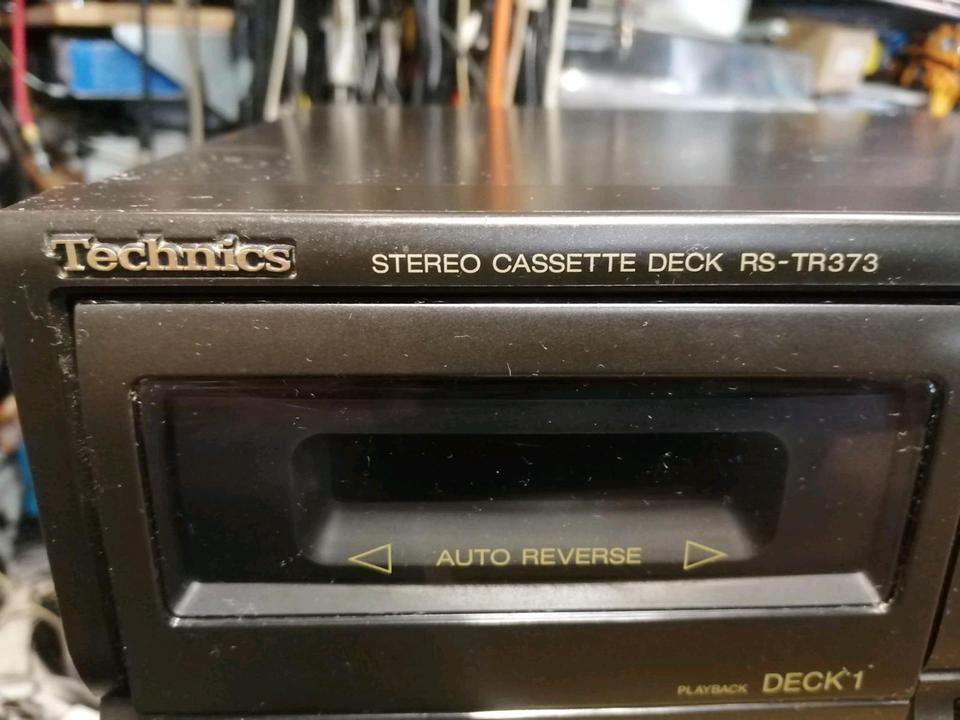 Technics
STEREO CASSETTE DECK RS-TR373
AUTO REVERSE
PLAYBACK DECK 1